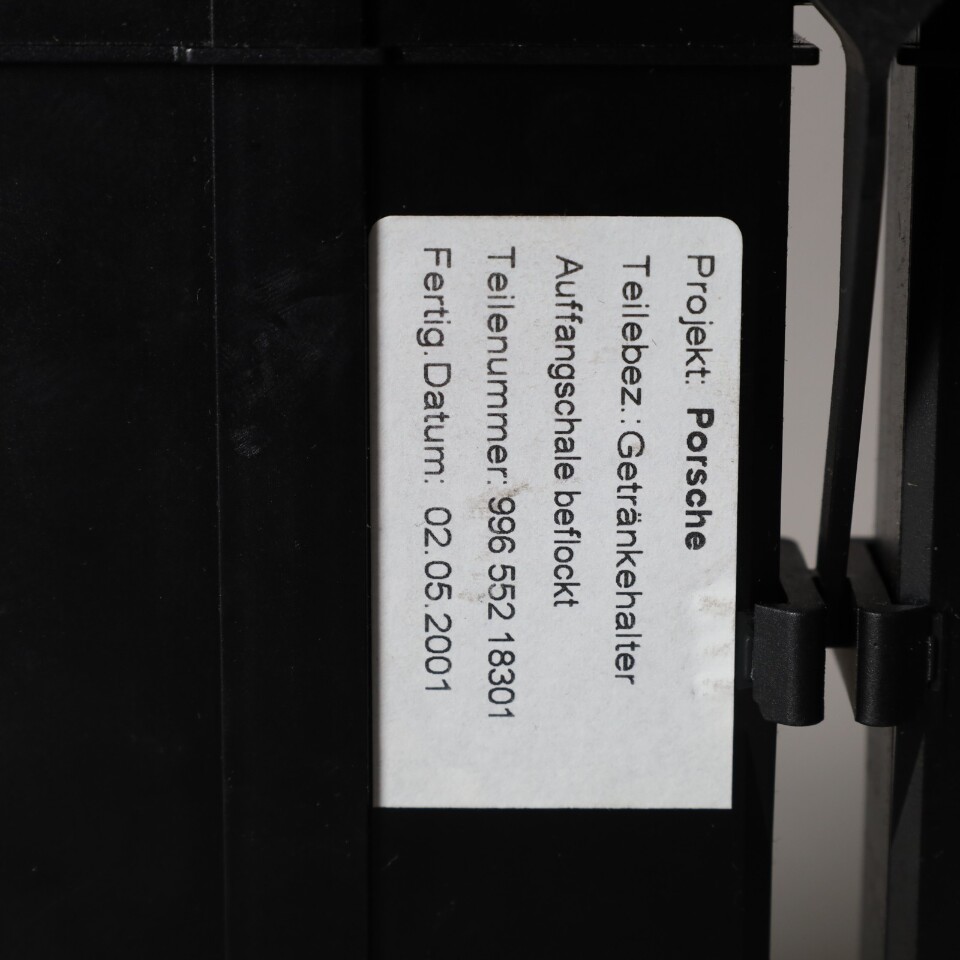 Projekt: Porsche
Teilebez.: Getränkehalter
Auffangschale beflockt
Teilenummer: 996 552 18301
Fertig. Datum: 02.05.2001